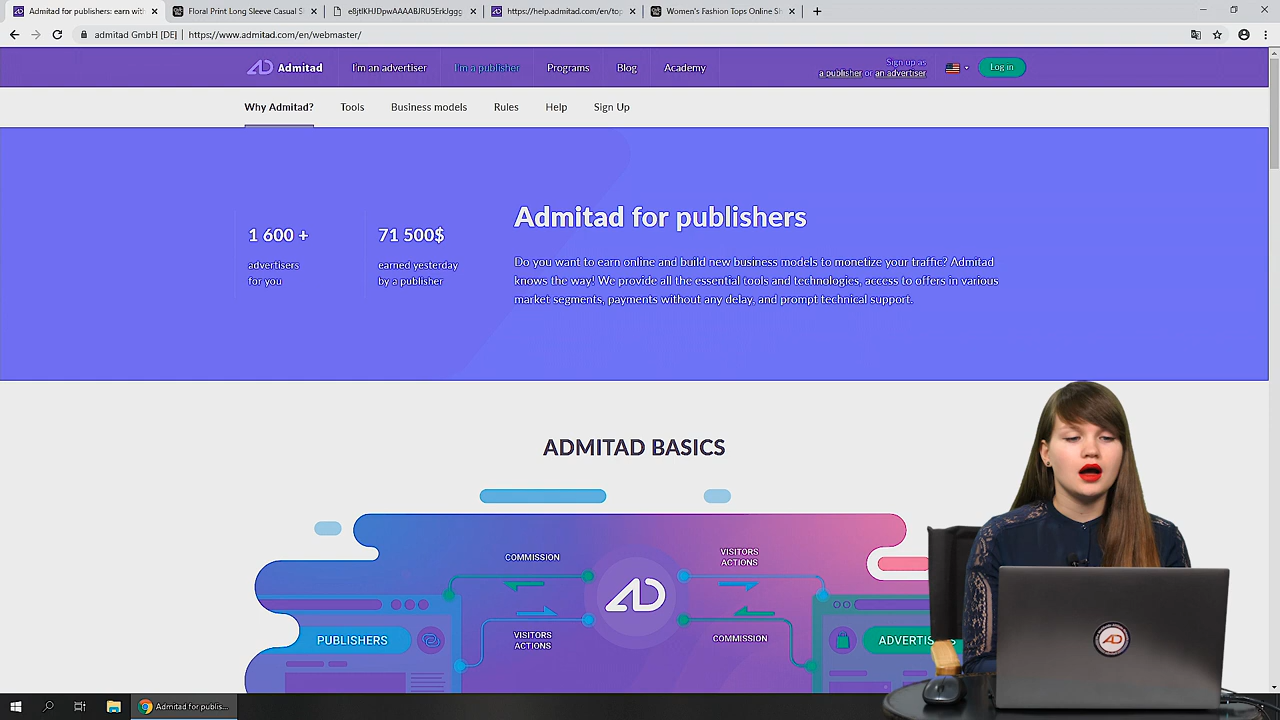 Admitad for publishers: earn wit
Floral Print Long Sleeve Casual S
https://help.admitad.com/en/top
Women's Fashion Tops Online Sh
admitad GmbH [DE] | https://www.admitad.com/en/webmaster/
Admitad
I'm an advertiser
I'm a publisher
Programs
Blog
Academy
Sign up as
a publisher or an advertiser
Log in
Why Admitad?
Tools
Business models
Rules
Help
Sign Up
1 600 +
advertisers
for you
71 500$
earned yesterday
by a publisher
Admitad for publishers
Do you want to earn online and build new business models to monetize your traffic? Admitad
knows the way! We provide all the essential tools and technologies, access to offers in various
market segments, payments without any delay, and prompt technical support.
ADMITAD BASICS
COMMISSION
VISITORS
ACTIONS
VISITORS
ACTIONS
COMMISSION
PUBLISHERS
ADVERTIS
Admitad for publis...